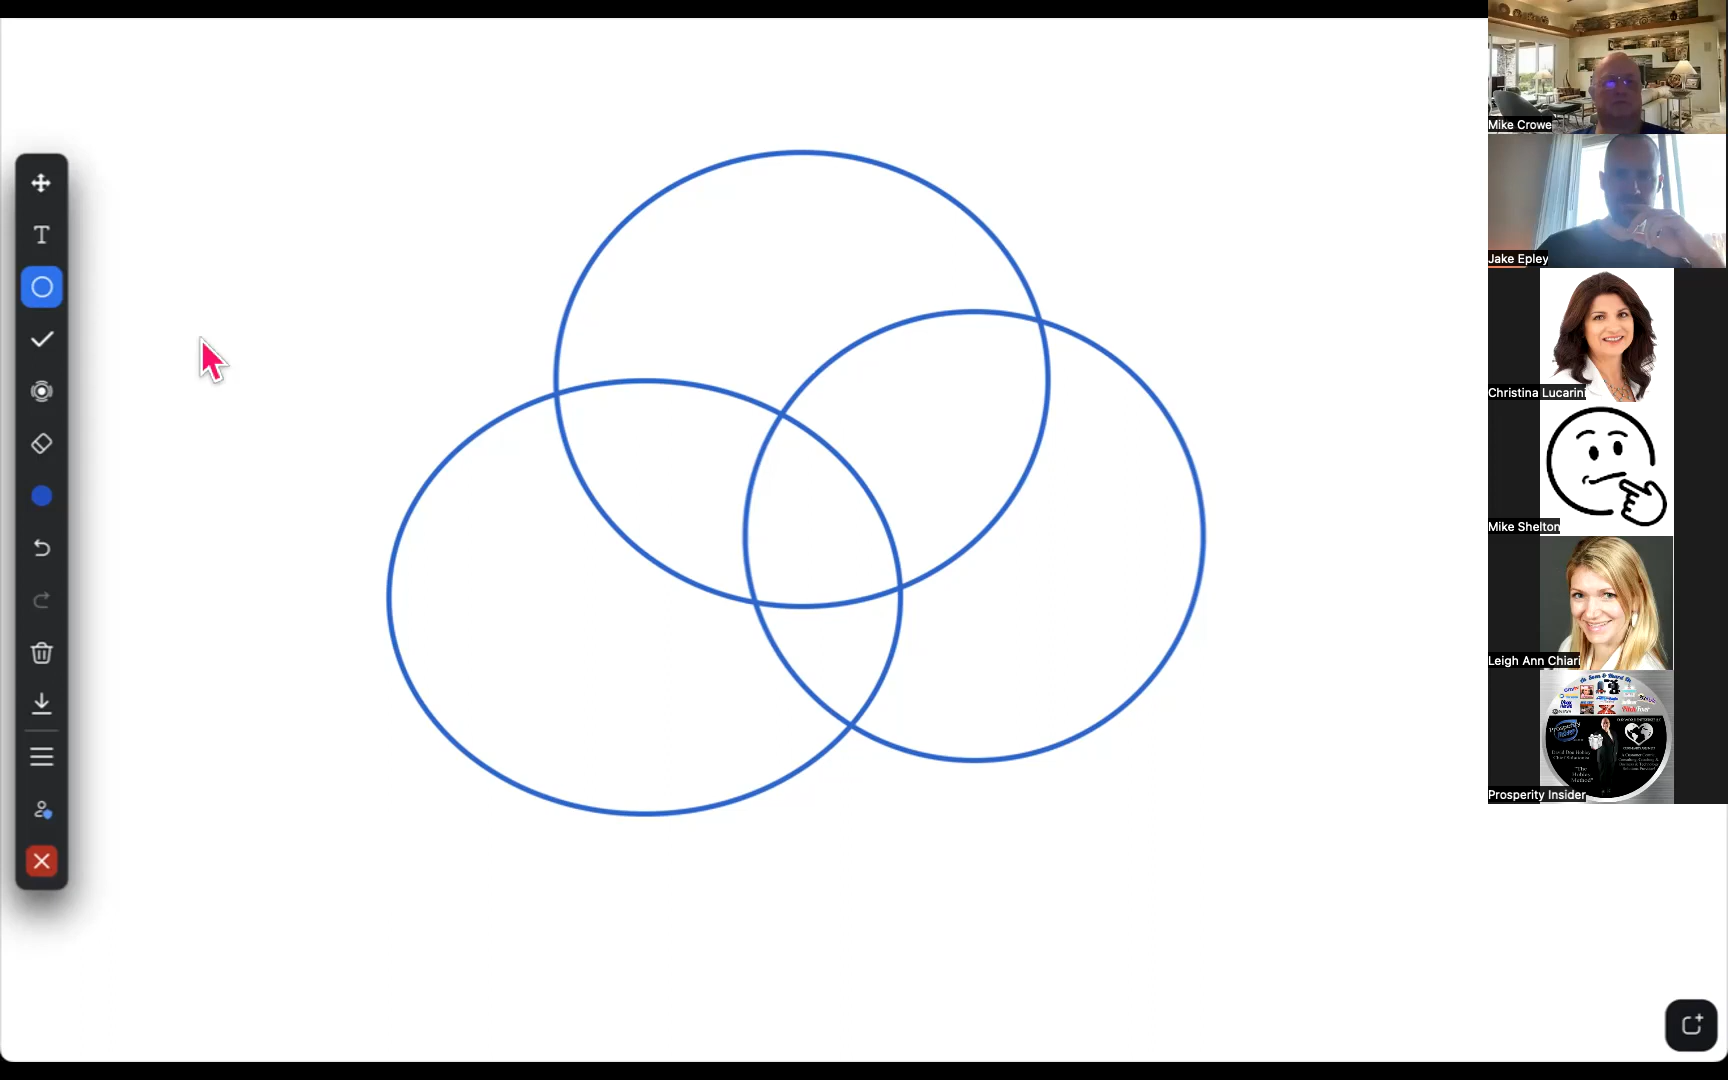 T
Mike Crowe
Jake Epley
Christina Lucarini
Mike Shelton
Leigh Ann Chiari
Prosperity Insider